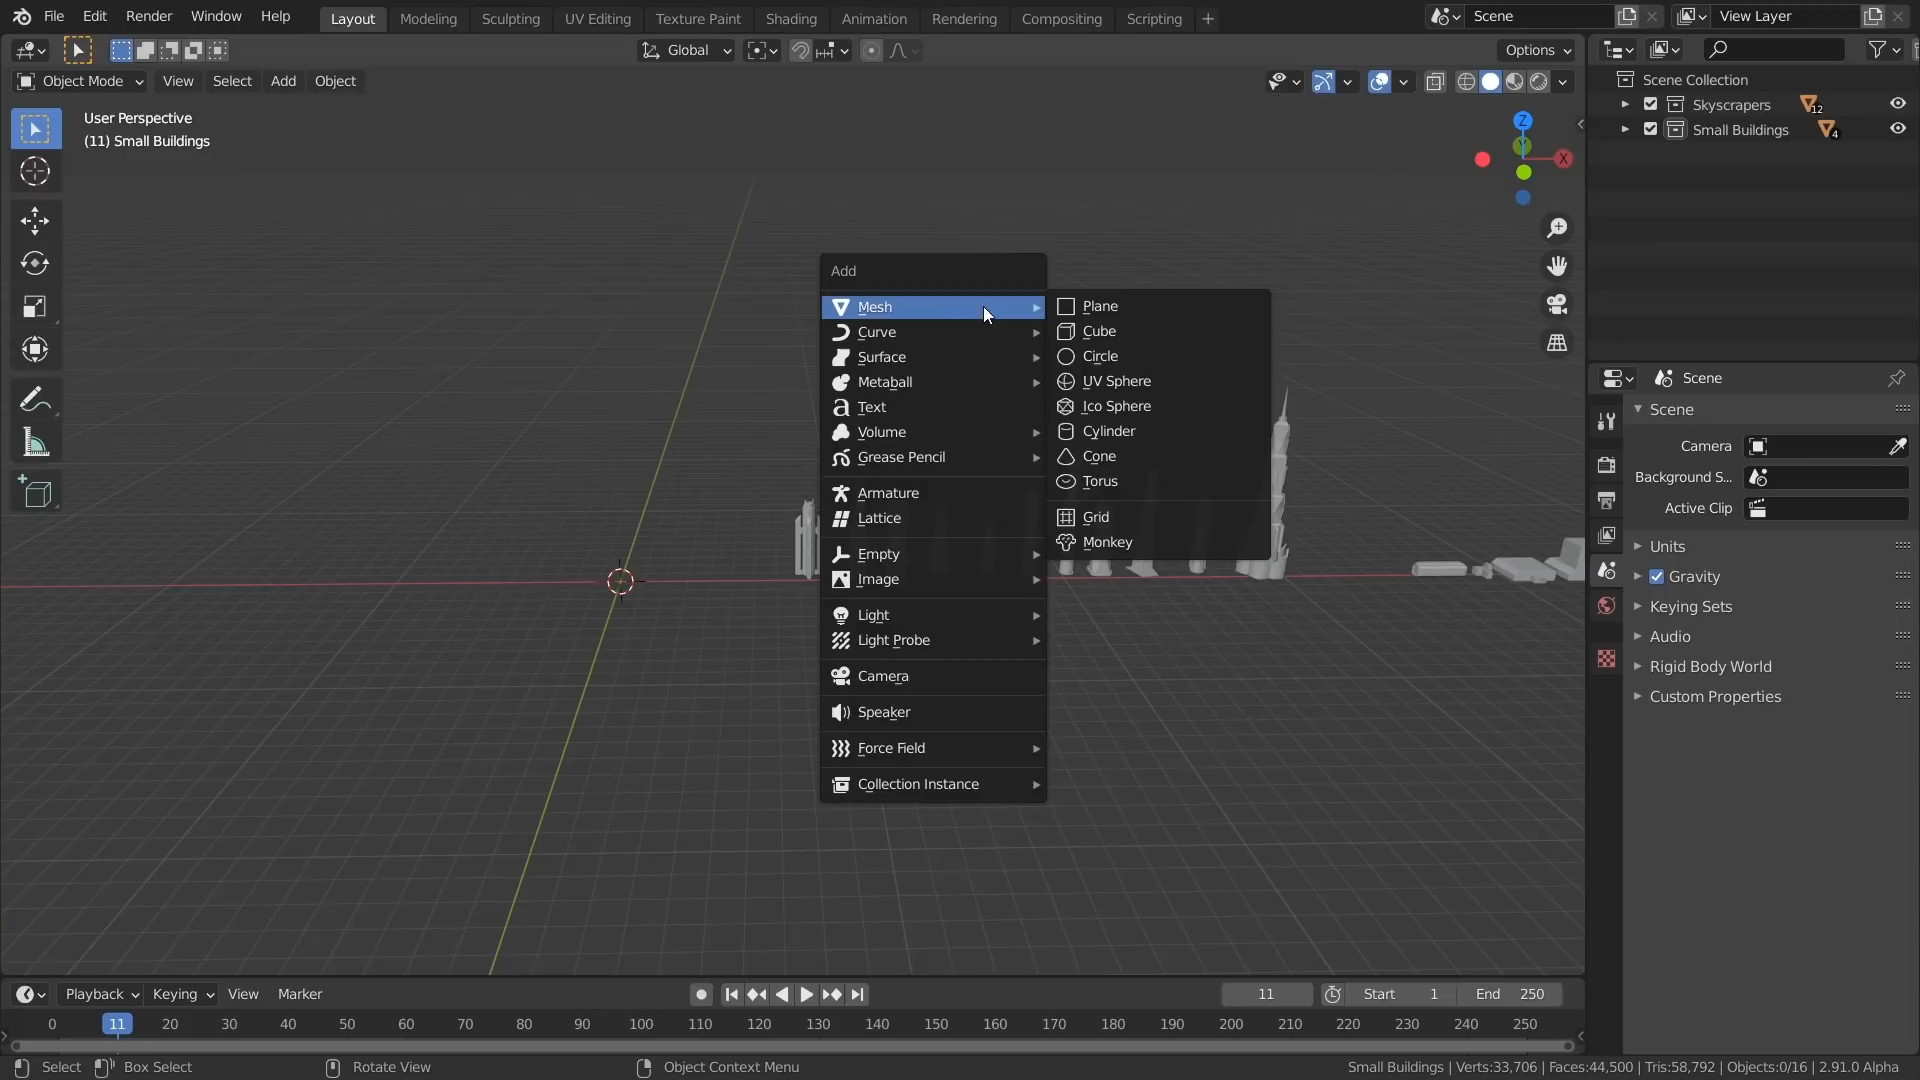 File Edit Render Window Help Layout Modeling Sculpting UV Editing Texture Paint Shading Animation Rendering Compositing Scripting + Scene View Layer
Global Options
Object Mode View Select Add Object
User Perspective
(11) Small Buildings
Z
Y
X
Add
Mesh
Curve
Surface
Metaball
Text
Volume
Grease Pencil
Armature
Lattice
Empty
Image
Light
Light Probe
Camera
Speaker
Force Field
Collection Instance
Plane
Cube
Circle
UV Sphere
Ico Sphere
Cylinder
Cone
Torus
Grid
Monkey
Scene Collection
Skyscrapers 12
Small Buildings 4
Scene
Scene
Camera
Background S...
Active Clip
Units
Gravity
Keying Sets
Audio
Rigid Body World
Custom Properties
Playback Keying View Marker 11 Start 1 End 250
0 11 20 30 40 50 60 70 80 90 100 110 120 130 140 150 160 170 180 190 200 210 220 230 240 250
Select Box Select Rotate View Object Context Menu Small Buildings | Verts:33,706 | Faces:44,500 | Tris:58,792 | Objects:0/16 | 2.91.0 Alpha